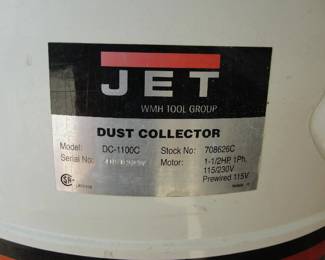 JET
WMH TOOL GROUP
DUST COLLECTOR
Model: DC-1100C Stock No: 708626C
Serial No: Motor: 1-1/2HP, 1Ph,
115/230V
Prewired 115V